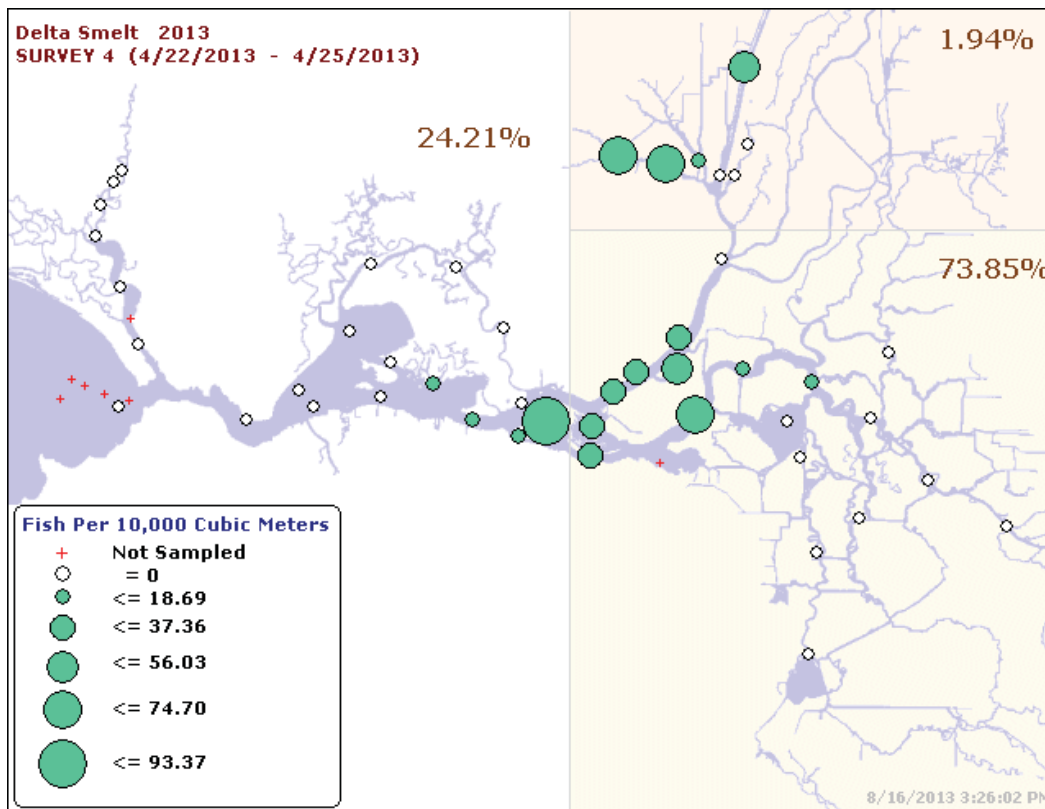 Delta Smelt 2013
SURVEY 4 (4/22/2013 - 4/25/2013)
1.94%
24.21%
73.85%
Fish Per 10,000 Cubic Meters
+ Not Sampled
= 0
<= 18.69
<= 37.36
<= 56.03
<= 74.70
<= 93.37
8/16/2013 3:26:02 PM